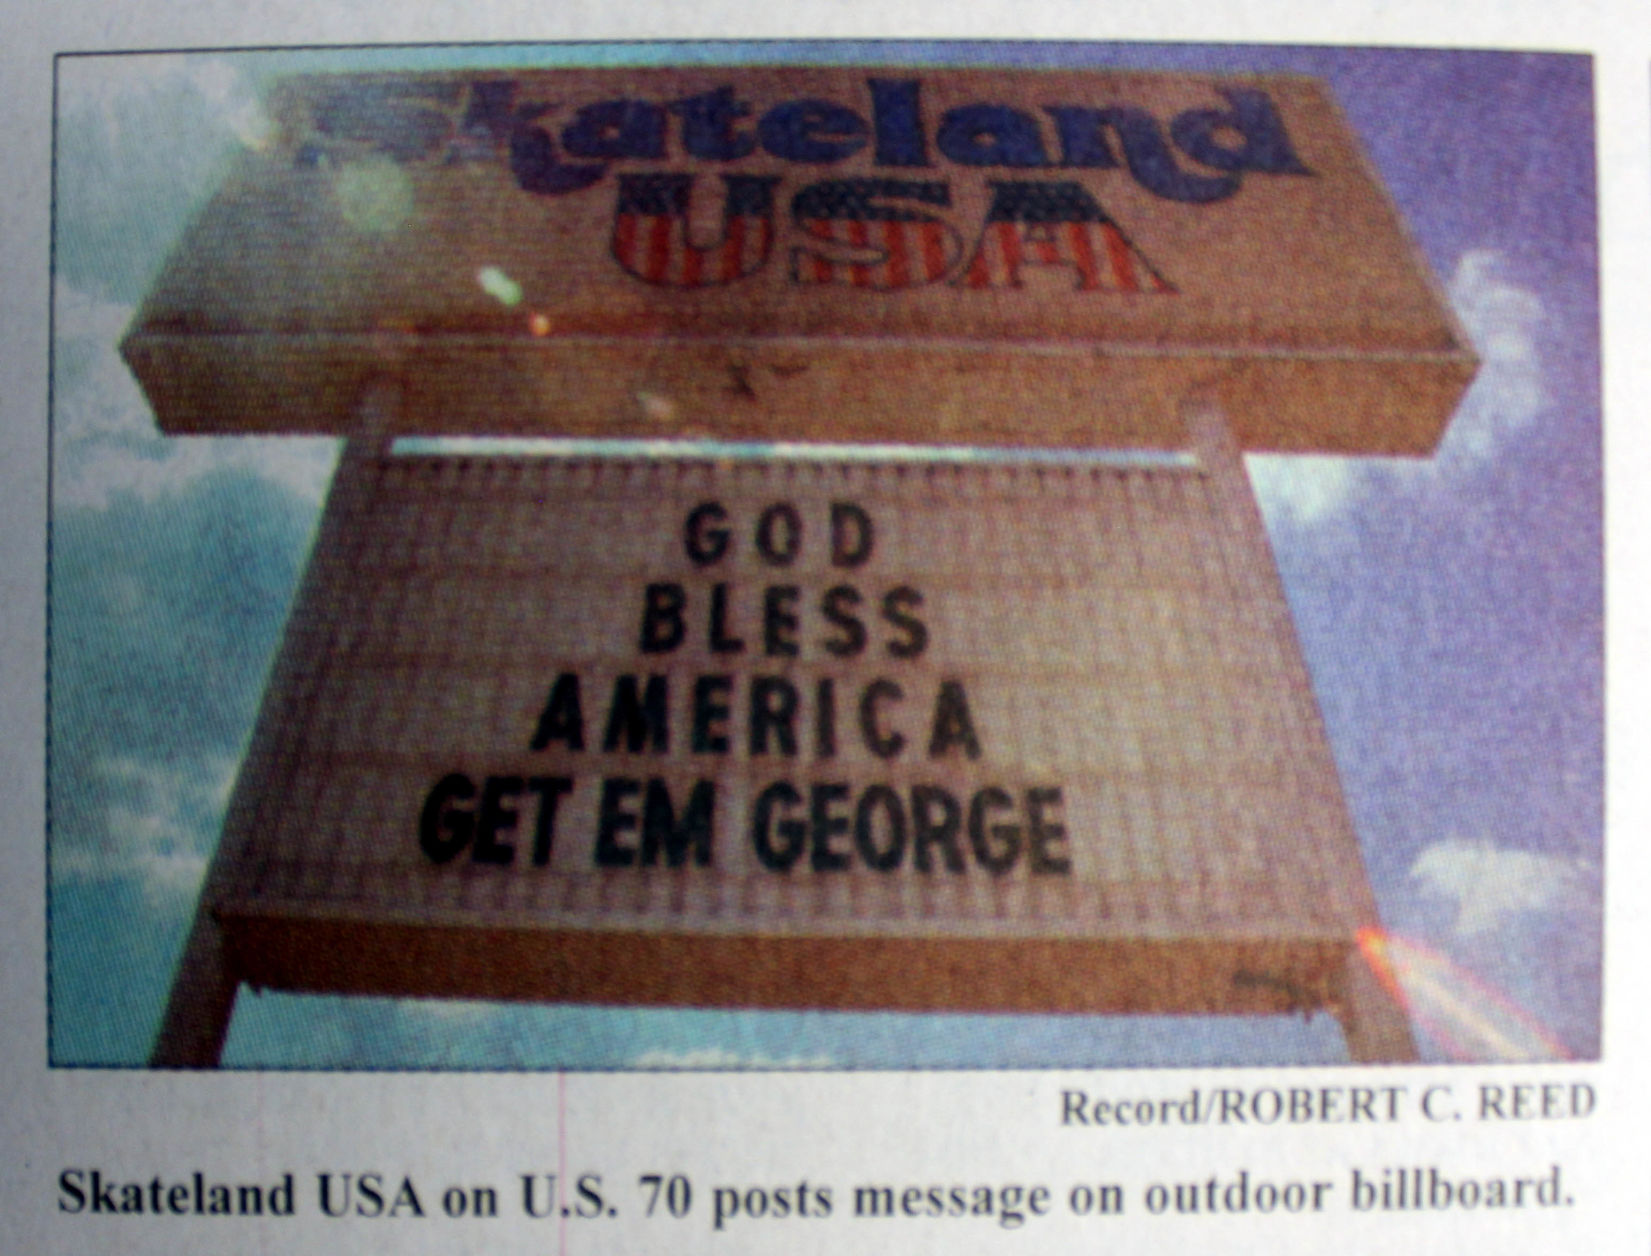 Skateland
USA
GOD
BLESS
AMERICA
GET EM GEORGE
Record/ROBERT C. REED
Skateland USA on U.S. 70 posts message on outdoor billboard.